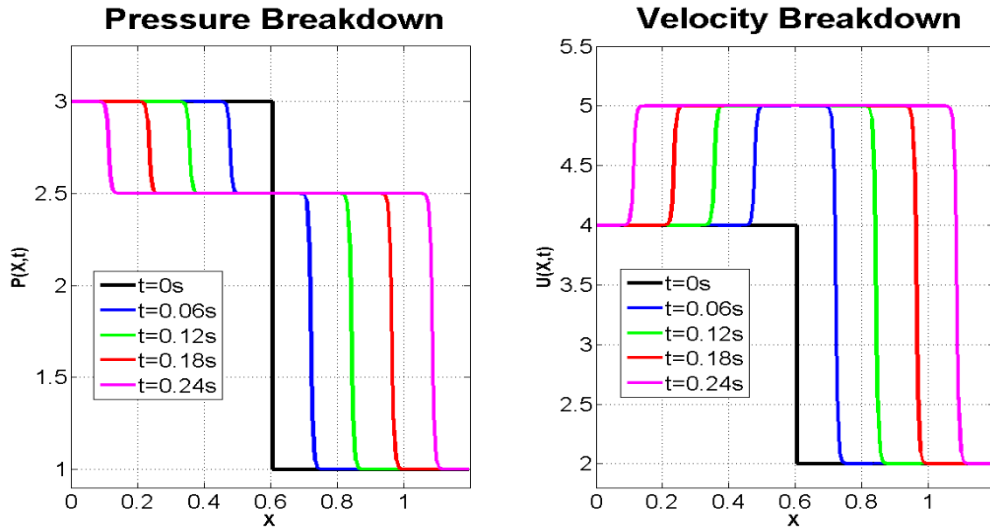 Pressure Breakdown
3
2.5
2
1.5
1
P(X,t)
t=0s
t=0.06s
t=0.12s
t=0.18s
t=0.24s
0 0.2 0.4 0.6 0.8 1
X
Velocity Breakdown
5.5
5
4.5
4
3.5
3
2.5
2
U(X,t)
t=0s
t=0.06s
t=0.12s
t=0.18s
t=0.24s
0 0.2 0.4 0.6 0.8 1
X